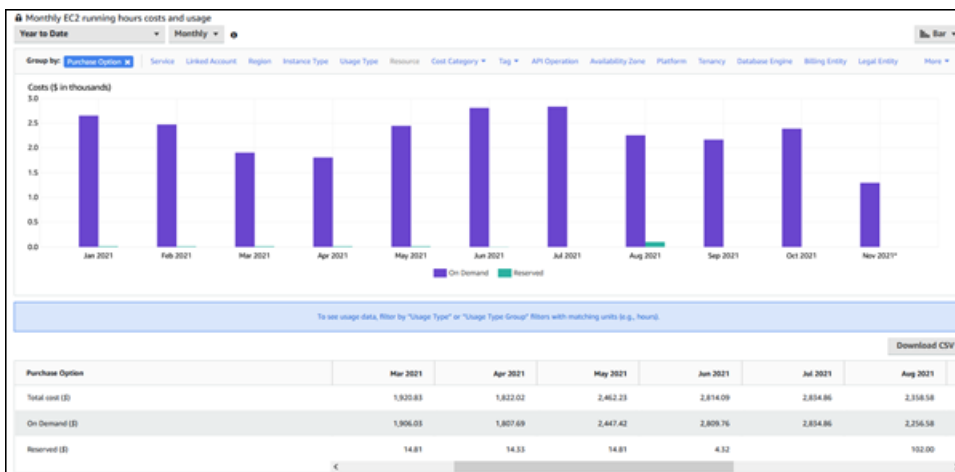 Monthly EC2 running hours costs and usage
Year to Date Monthly Bar
Group by: Purchase Option Service Linked Account Region Instance Type Usage Type Resource Cost Category Tag API Operation Availability Zone Platform Tenancy Database Engine Billing Entity Legal Entity More
Costs ($ in thousands)
3.0
2.5
2.0
1.5
1.0
0.5
0.0
Jan 2021 Feb 2021 Mar 2021 Apr 2021 May 2021 Jun 2021 Jul 2021 Aug 2021 Sep 2021 Oct 2021 Nov 2021*
On Demand Reserved
To see usage data, filter by "Usage Type" or "Usage Type Group" filters with matching units (e.g., hours).
Download CSV
Purchase Option Mar 2021 Apr 2021 May 2021 Jun 2021 Jul 2021 Aug 2021
Total cost ($) 1,920.83 1,822.02 2,462.23 2,814.09 2,834.86 2,358.58
On Demand ($) 1,906.03 1,807.69 2,447.42 2,809.76 2,834.86 2,256.58
Reserved ($) 14.81 14.33 14.81 4.32 102.00